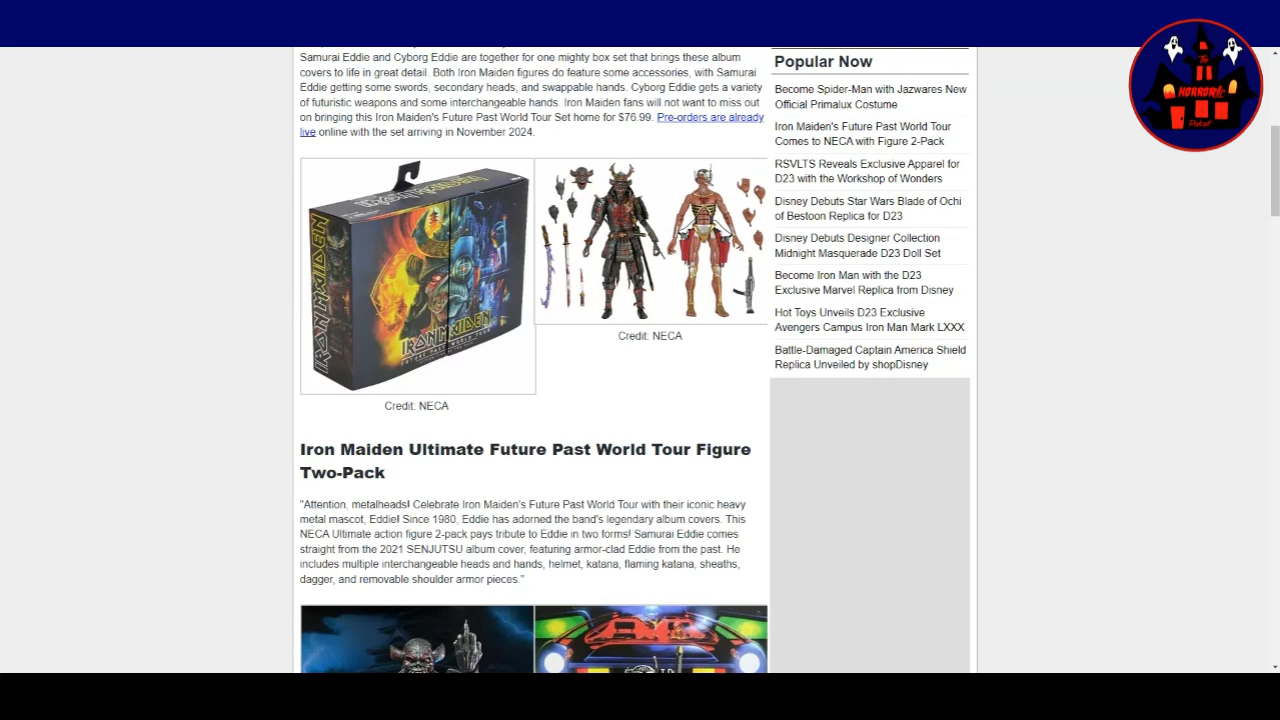 Samurai Eddie and Cyborg Eddie are together for one mighty box set that brings these album
covers to life in great detail. Both Iron Maiden figures do feature some accessories, with Samurai
Eddie getting some swords, secondary heads, and swappable hands. Cyborg Eddie gets a variety
of futuristic weapons and some interchangeable hands. Iron Maiden fans will not want to miss out
on bringing this Iron Maiden's Future Past World Tour Set home for $76.99. Pre-orders are already
live online with the set arriving in November 2024.
IRON MAIDEN
IRON MAIDEN
Credit: NECA
Credit: NECA
Iron Maiden Ultimate Future Past World Tour Figure
Two-Pack
"Attention, metalheads! Celebrate Iron Maiden's Future Past World Tour with their iconic heavy
metal mascot, Eddie! Since 1980, Eddie has adorned the band's legendary album covers. This
NECA Ultimate action figure 2-pack pays tribute to Eddie in two forms! Samurai Eddie comes
straight from the 2021 SENJUTSU album cover, featuring armor-clad Eddie from the past. He
includes multiple interchangeable heads and hands, helmet, katana, flaming katana, sheaths,
dagger, and removable shoulder armor pieces."
Popular Now
Become Spider-Man with Jazwares New
Official Primalux Costume
Iron Maiden's Future Past World Tour
Comes to NECA with Figure 2-Pack
RSVLTS Reveals Exclusive Apparel for
D23 with the Workshop of Wonders
Disney Debuts Star Wars Blade of Ochi
of Bestoon Replica for D23
Disney Debuts Designer Collection
Midnight Masquerade D23 Doll Set
Become Iron Man with the D23
Exclusive Marvel Replica from Disney
Hot Toys Unveils D23 Exclusive
Avengers Campus Iron Man Mark LXXX
Battle-Damaged Captain America Shield
Replica Unveiled by shopDisney
The